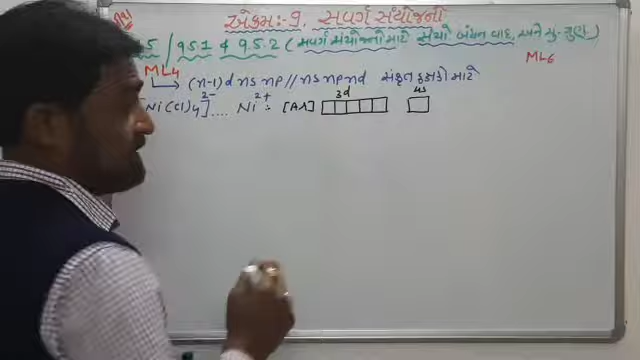 એકમ:-9. સવર્ગ સંયોજનો
5 / 9.5.1 & 9.5.2 (સવર્ગ સંયોજનો માટે સંયોજકતા બંધન વાદ, અને ચુ. ગુણ)
ML4 ML6
(n-1)d ns np // ns np nd સંકૃત કક્ષકો માટે
[Ni(Cl)4]2- .... Ni2+ : [Ar] 3d 4s